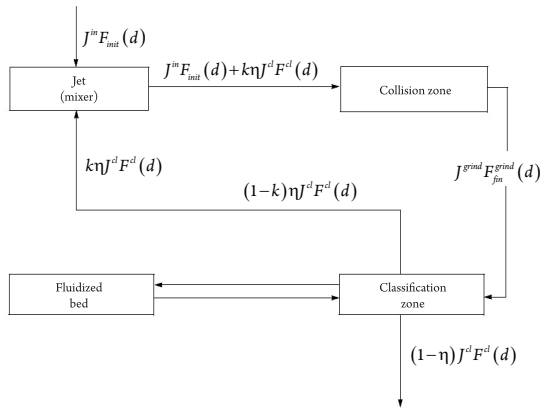 J^{in}F_{init}(d)
Jet
(mixer)
J^{in}F_{init}(d)+kηJ^{cl}F^{cl}(d)
Collision zone
kηJ^{cl}F^{cl}(d)
J^{grind}F_{fin}^{grind}(d)
(1−k)ηJ^{cl}F^{cl}(d)
Fluidized
bed
Classification
zone
(1−η)J^{cl}F^{cl}(d)